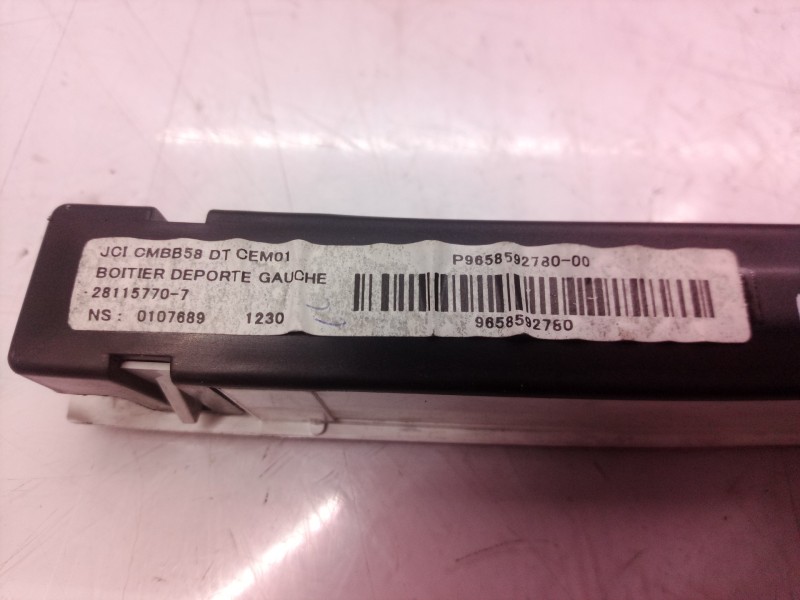 JCI CMBB58 DT CEM01
BOITIER DEPORTE GAUCHE
28115770-7
NS : 0107689 1230
P9658592780-00
9658592780